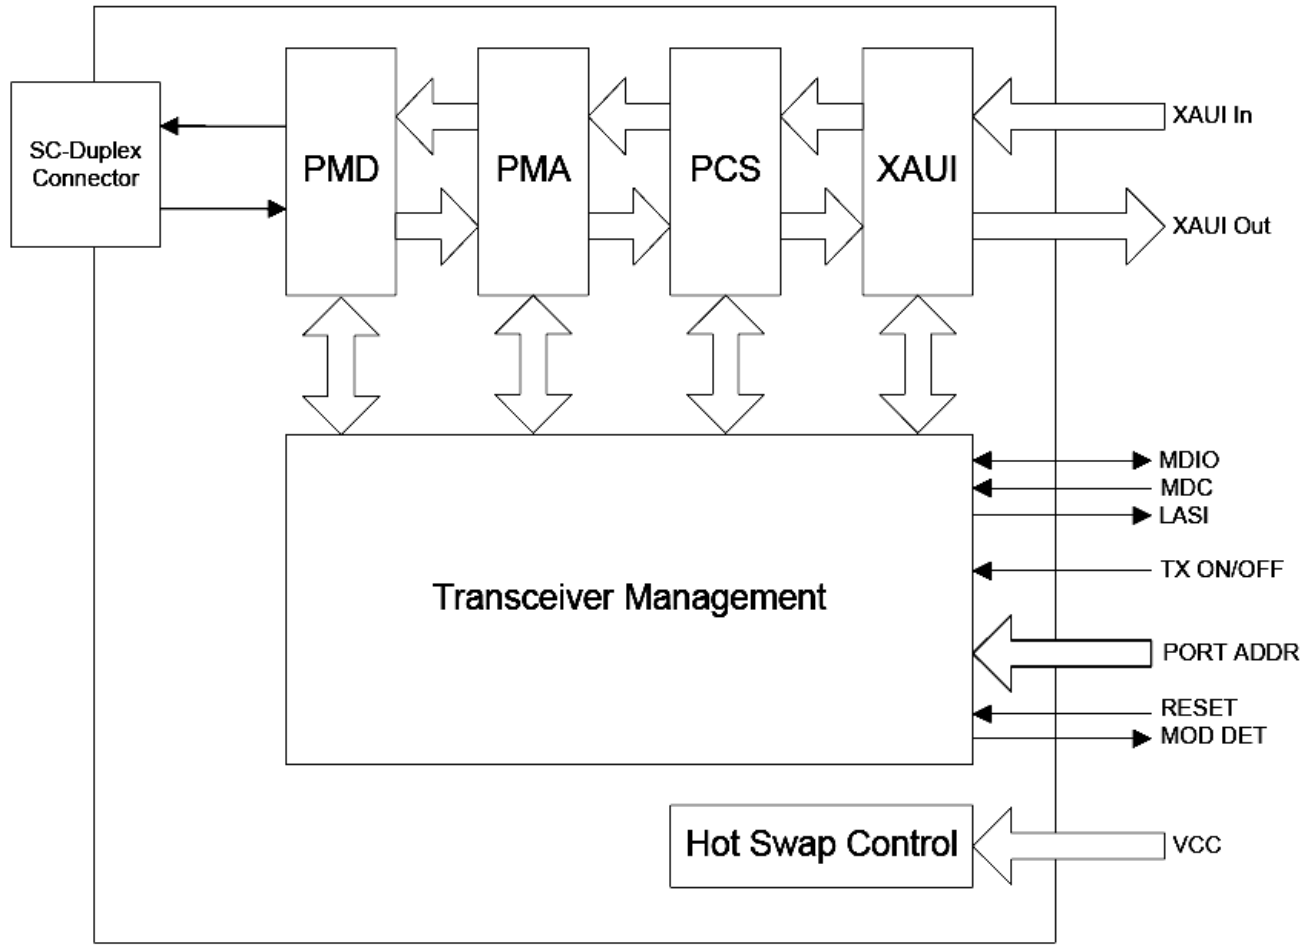 SC-Duplex
Connector
PMD
PMA
PCS
XAUI
XAUI In
XAUI Out
Transceiver Management
MDIO
MDC
LASI
TX ON/OFF
PORT ADDR
RESET
MOD DET
Hot Swap Control
VCC